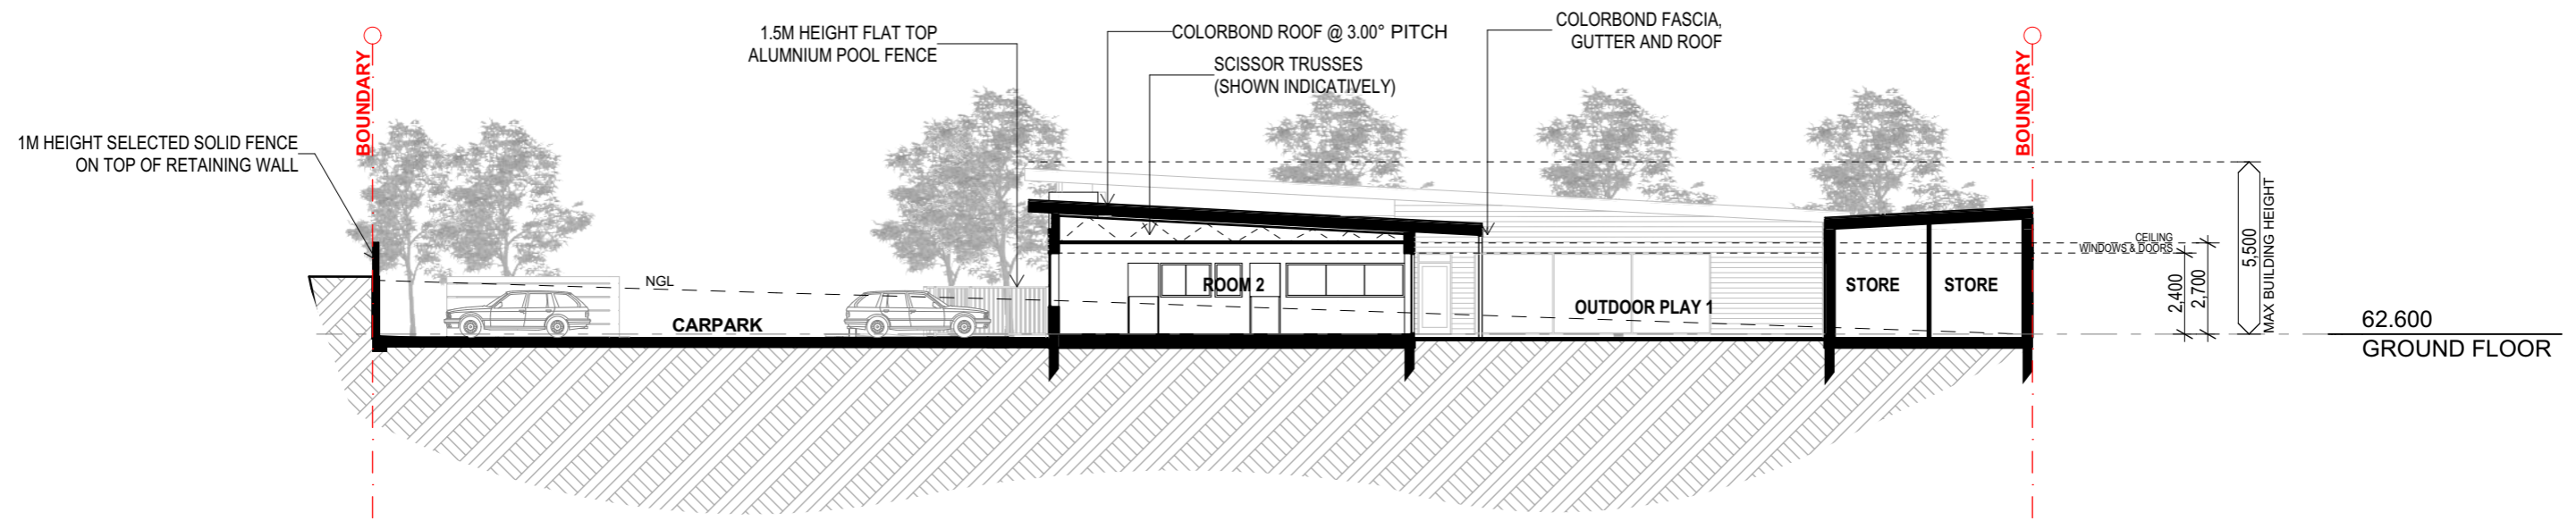 1.5M HEIGHT FLAT TOP
ALUMNIUM POOL FENCE
COLORBOND ROOF @ 3.00° PITCH
SCISSOR TRUSSES
(SHOWN INDICATIVELY)
COLORBOND FASCIA,
GUTTER AND ROOF
BOUNDARY
BOUNDARY
1M HEIGHT SELECTED SOLID FENCE
ON TOP OF RETAINING WALL
NGL
CARPARK
ROOM 2
OUTDOOR PLAY 1
STORE
STORE
CEILING
WINDOWS & DOORS
2,400
2,700
5,500
MAX BUILDING HEIGHT
62.600
GROUND FLOOR